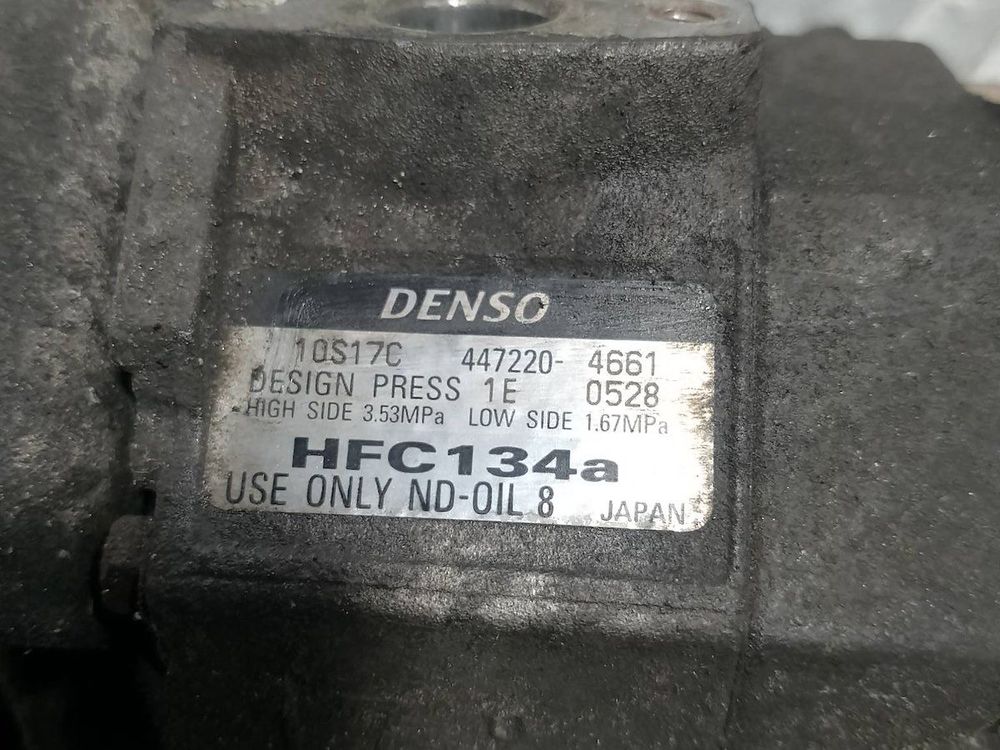 DENSO
10S17C 447220- 4661
DESIGN PRESS 1E 0528
HIGH SIDE 3.53MPa LOW SIDE 1.67MPa
HFC134a
USE ONLY ND-OIL 8 JAPAN